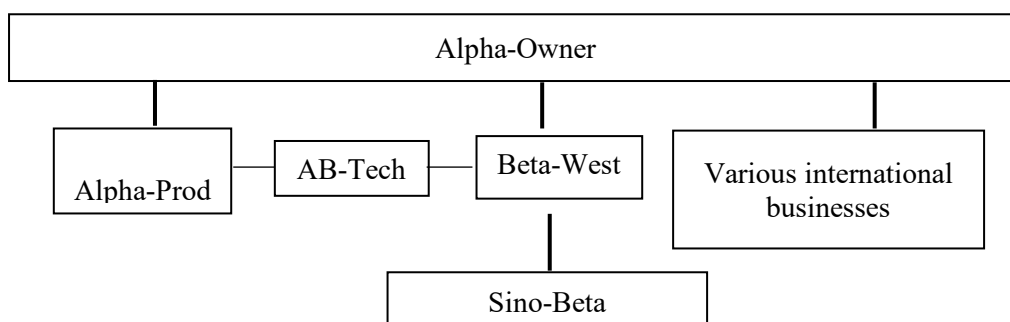 Alpha-Owner
Alpha-Prod
AB-Tech
Beta-West
Various international
businesses
Sino-Beta